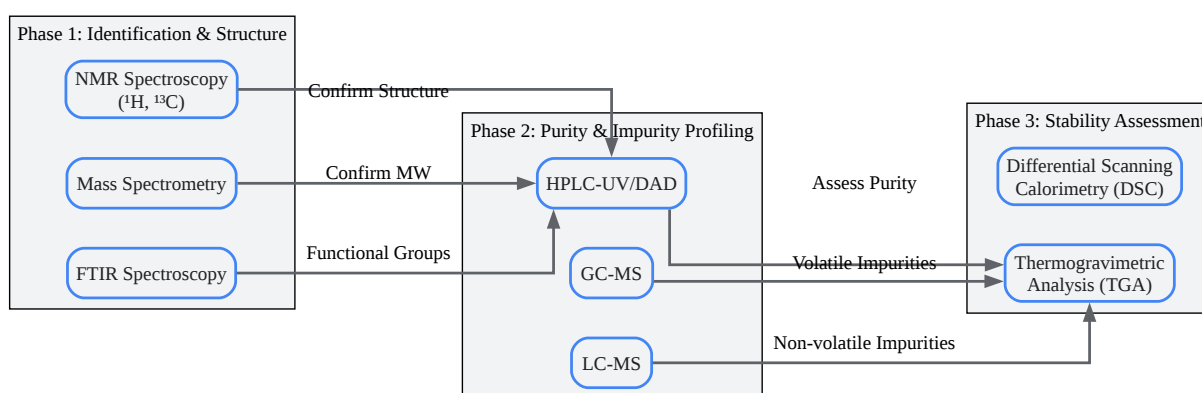 Phase 1: Identification & Structure
NMR Spectroscopy
(¹H, ¹³C)
Mass Spectrometry
FTIR Spectroscopy
Confirm Structure
Confirm MW
Functional Groups
Phase 2: Purity & Impurity Profiling
HPLC-UV/DAD
GC-MS
LC-MS
Assess Purity
Volatile Impurities
Non-volatile Impurities
Phase 3: Stability Assessment
Differential Scanning
Calorimetry (DSC)
Thermogravimetric
Analysis (TGA)